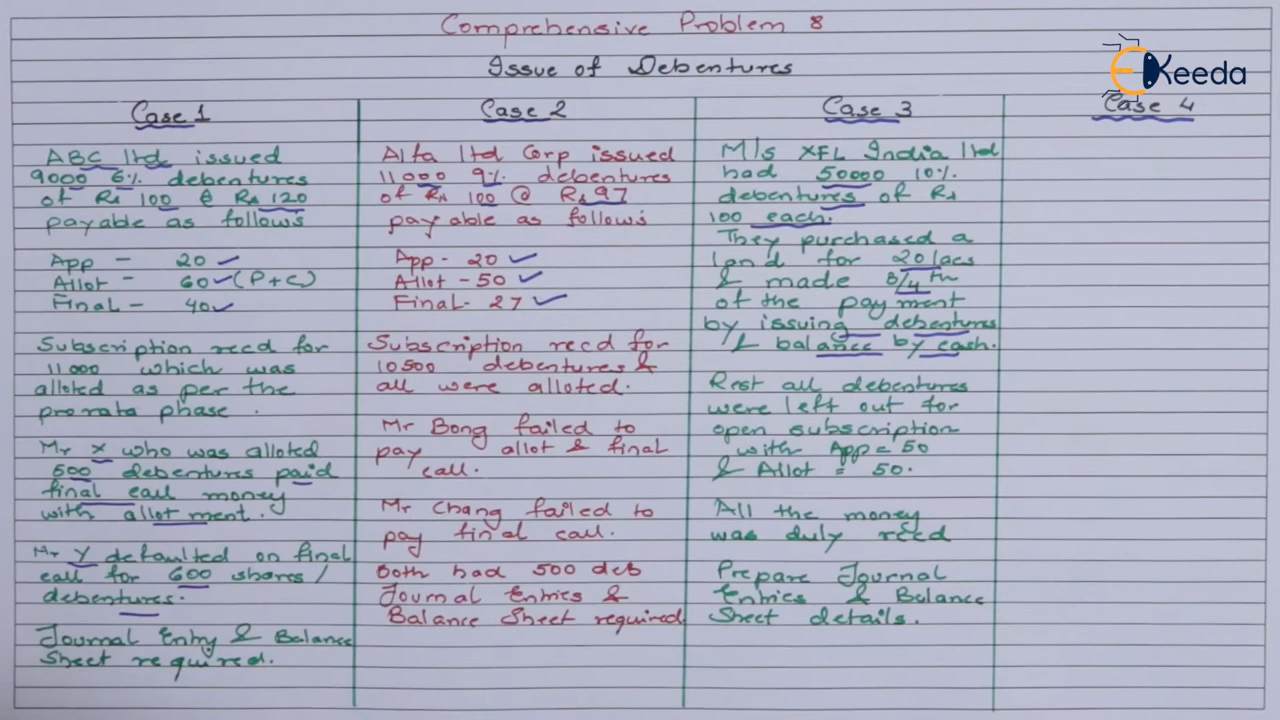 Comprehensive Problem 8
Issue of Debentures
Keeda
Case 1
ABC ltd issued
9000 6% debentures
of Rs 100 @ Rs 120
payable as follows
App - 20
Allot - 60 (P+C)
Final - 40
Subscription recd for
11000 which was
alloted as per the
prorata phase.
Mr X who was alloted
500 debentures paid
final call money
with allotment.
Mr Y defaulted on final
call for 600 shares/
debentures.
Journal Entry & Balance
Sheet required.
Case 2
Alfa ltd Corp issued
11000 9% debentures
of Rs 100 @ Rs 97
payable as follows
App - 20
Allot - 50
Final - 27
Subscription recd for
10500 debentures &
all were alloted.
Mr Bong failed to
pay allot & final
call.
Mr Chang failed to
pay final call.
Both had 500 deb
Journal Entries &
Balance Sheet required
Case 3
M/s XFL India ltd
had 50000 10%
debentures of Rs
100 each.
They purchased a
land for 20 lacs
& made 3/4th
of the payment
by issuing debentures
& balance by cash.
Rest all debentures
were left out for
open subscription
with App = 50
& Allot = 50.
All the money
was duly recd
Prepare Journal
Entries & Balance
Sheet details.
Case 4